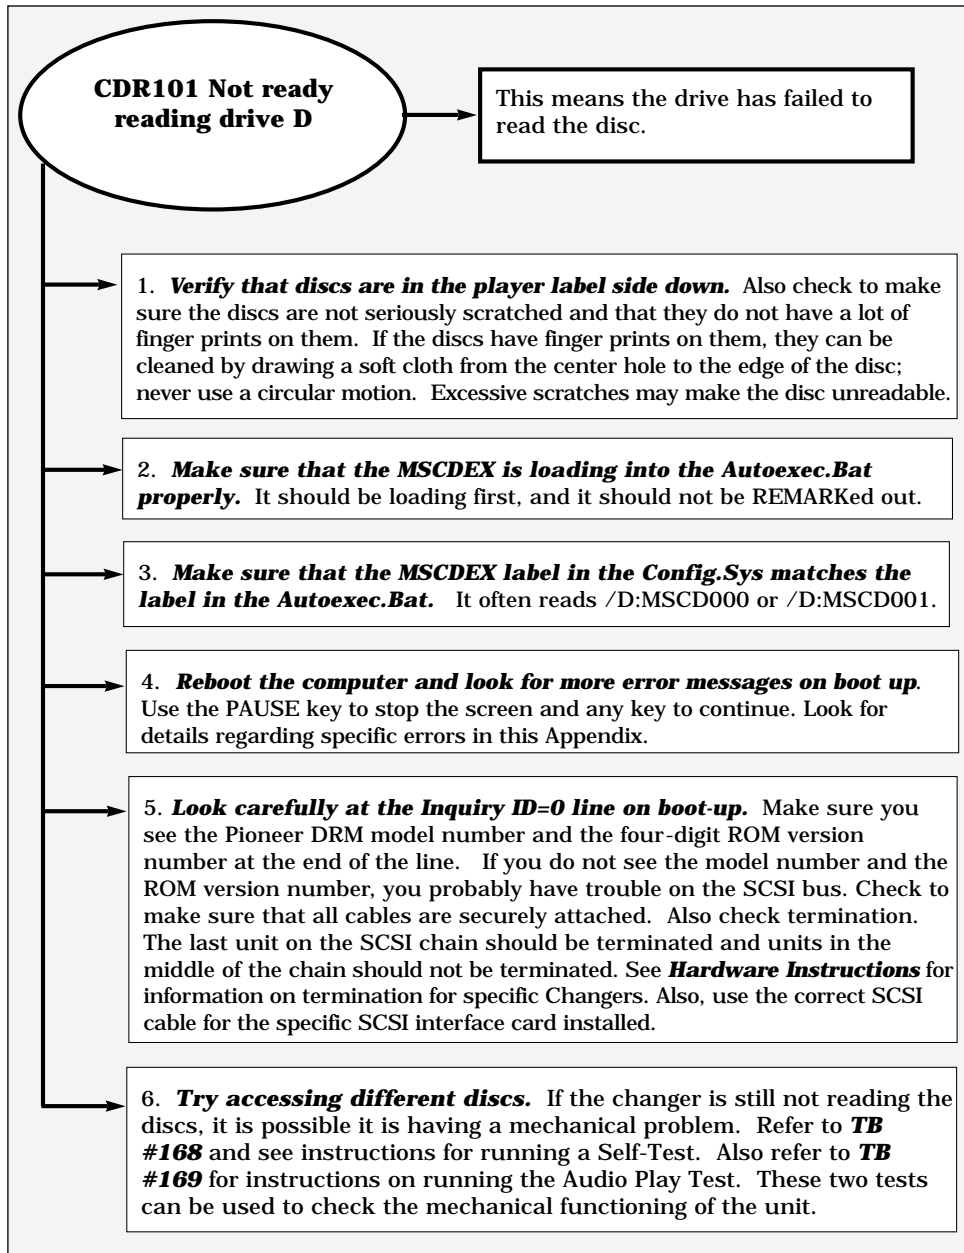 CDR101 Not ready
reading drive D
This means the drive has failed to
read the disc.
1. Verify that discs are in the player label side down. Also check to make
sure the discs are not seriously scratched and that they do not have a lot of
finger prints on them. If the discs have finger prints on them, they can be
cleaned by drawing a soft cloth from the center hole to the edge of the disc;
never use a circular motion. Excessive scratches may make the disc unreadable.
2. Make sure that the MSCDEX is loading into the Autoexec.Bat
properly. It should be loading first, and it should not be REMARKed out.
3. Make sure that the MSCDEX label in the Config.Sys matches the
label in the Autoexec.Bat. It often reads /D:MSCD000 or /D:MSCD001.
4. Reboot the computer and look for more error messages on boot up.
Use the PAUSE key to stop the screen and any key to continue. Look for
details regarding specific errors in this Appendix.
5. Look carefully at the Inquiry ID=0 line on boot-up. Make sure you
see the Pioneer DRM model number and the four-digit ROM version
number at the end of the line. If you do not see the model number and the
ROM version number, you probably have trouble on the SCSI bus. Check to
make sure that all cables are securely attached. Also check termination.
The last unit on the SCSI chain should be terminated and units in the
middle of the chain should not be terminated. See Hardware Instructions for
information on termination for specific Changers. Also, use the correct SCSI
cable for the specific SCSI interface card installed.
6. Try accessing different discs. If the changer is still not reading the
discs, it is possible it is having a mechanical problem. Refer to TB
#168 and see instructions for running a Self-Test. Also refer to TB
#169 for instructions on running the Audio Play Test. These two tests
can be used to check the mechanical functioning of the unit.